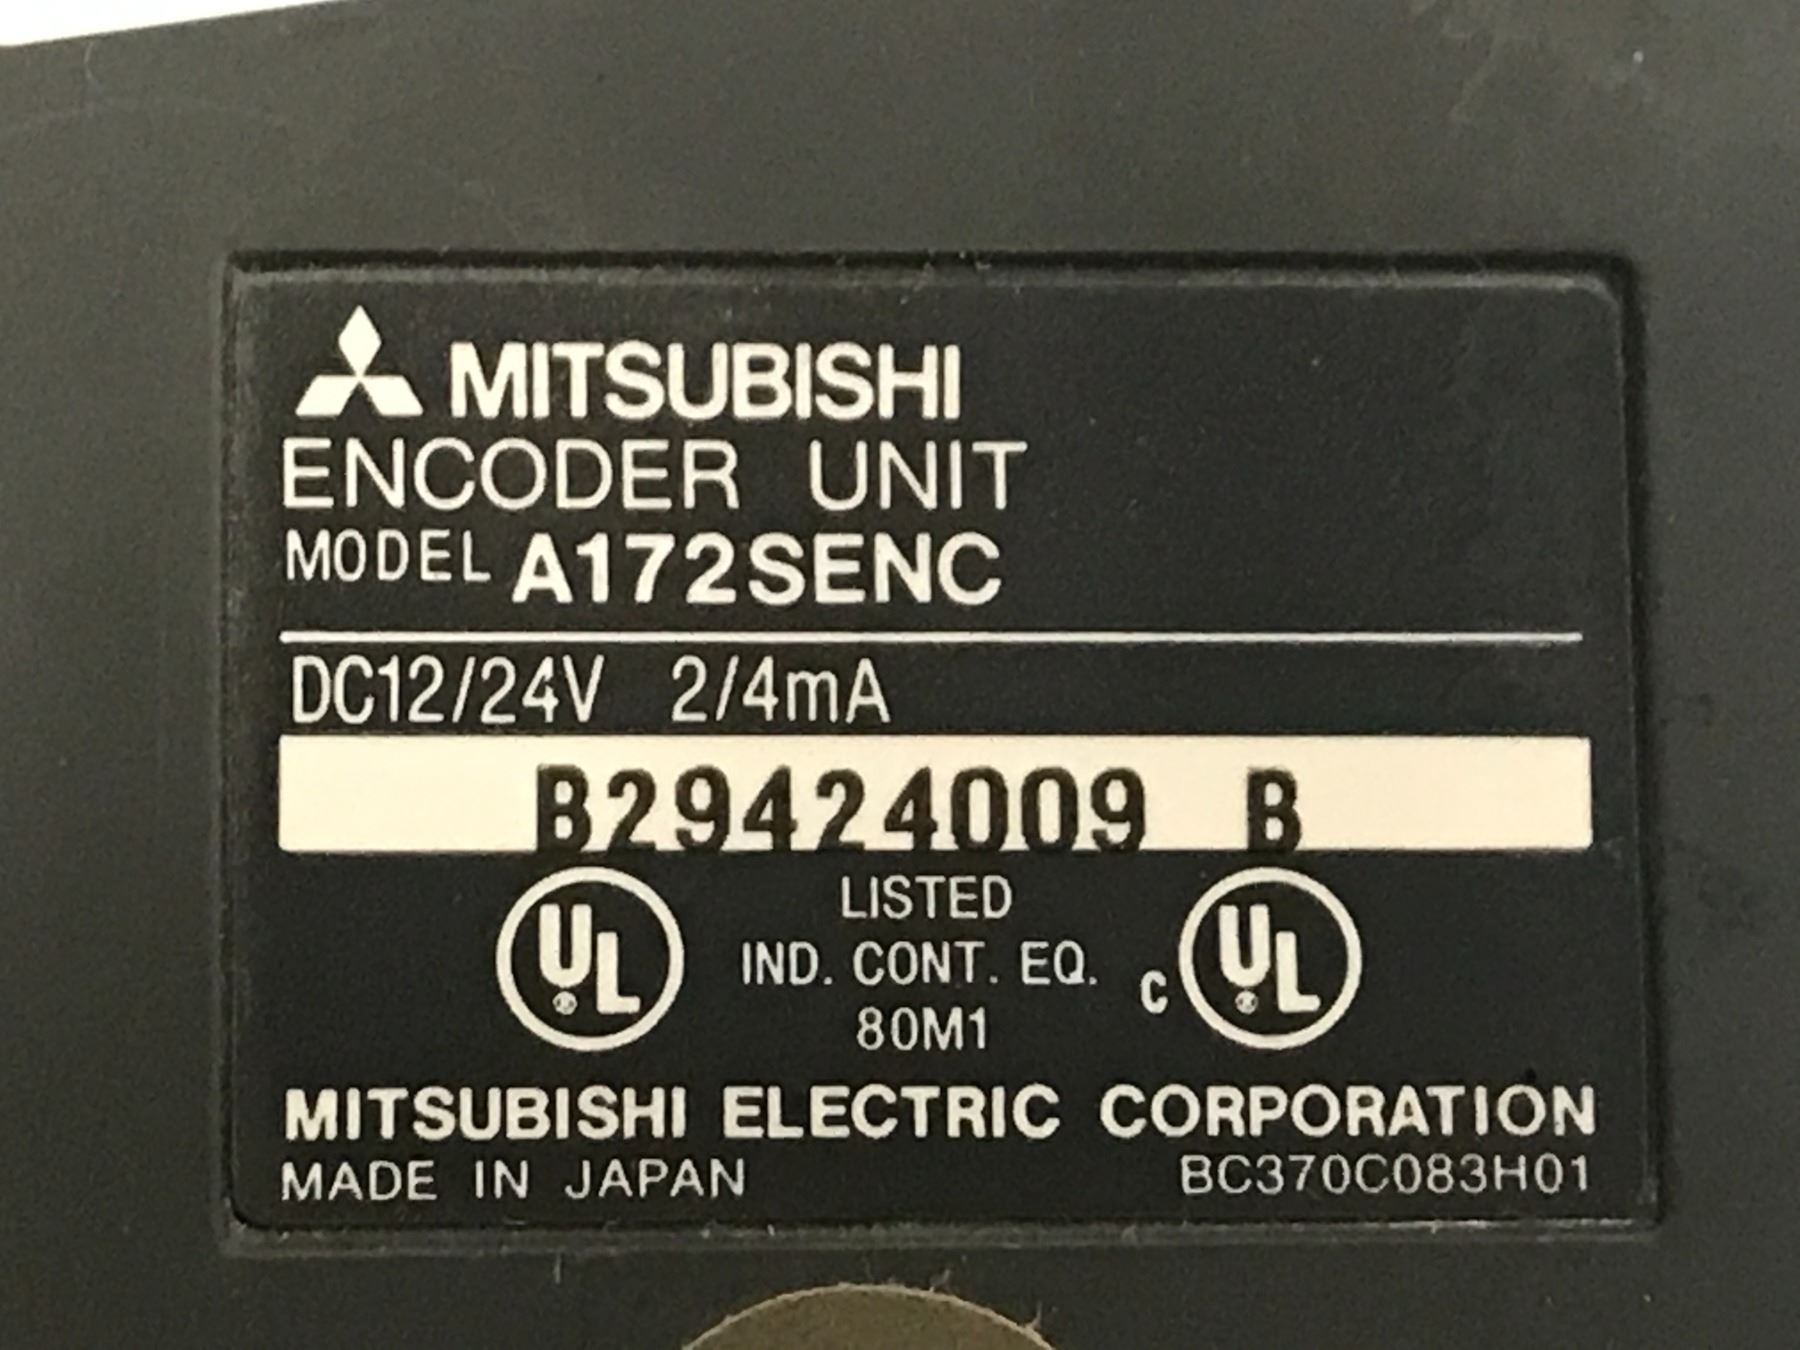 MITSUBISHI
ENCODER UNIT
MODEL A172SENC
DC12/24V 2/4mA
B29424009 B
UL® LISTED c UL®
IND. CONT. EQ.
80M1
MITSUBISHI ELECTRIC CORPORATION
MADE IN JAPAN BC370C083H01